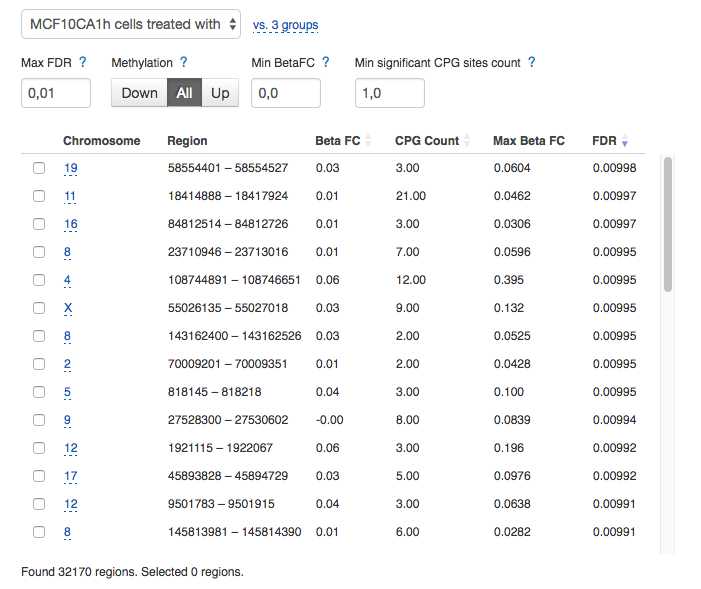 MCF10CA1h cells treated with vs. 3 groups
Max FDR ? Methylation ? Min BetaFC ? Min significant CPG sites count ?
0,01 Down All Up 0,0 1,0
Chromosome Region Beta FC CPG Count Max Beta FC FDR
19 58554401 – 58554527 0.03 3.00 0.0604 0.00998
11 18414888 – 18417924 0.01 21.00 0.0462 0.00997
16 84812514 – 84812726 0.01 3.00 0.0306 0.00997
8 23710946 – 23713016 0.01 7.00 0.0596 0.00995
4 108744891 – 108746651 0.06 12.00 0.395 0.00995
X 55026135 – 55027018 0.03 9.00 0.132 0.00995
8 143162400 – 143162526 0.03 2.00 0.0525 0.00995
2 70009201 – 70009351 0.01 2.00 0.0428 0.00995
5 818145 – 818218 0.04 3.00 0.100 0.00995
9 27528300 – 27530602 -0.00 8.00 0.0839 0.00994
12 1921115 – 1922067 0.06 3.00 0.196 0.00992
17 45893828 – 45894729 0.03 5.00 0.0976 0.00992
12 9501783 – 9501915 0.04 3.00 0.0638 0.00991
8 145813981 – 145814390 0.01 6.00 0.0282 0.00991
Found 32170 regions. Selected 0 regions.